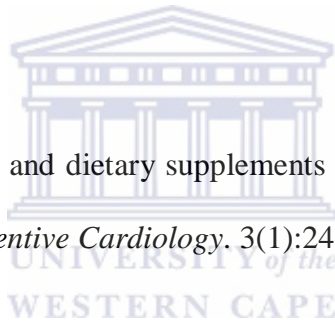 and dietary supplements
entive Cardiology. 3(1):24
UNIVERSITY of the
WESTERN CAPE